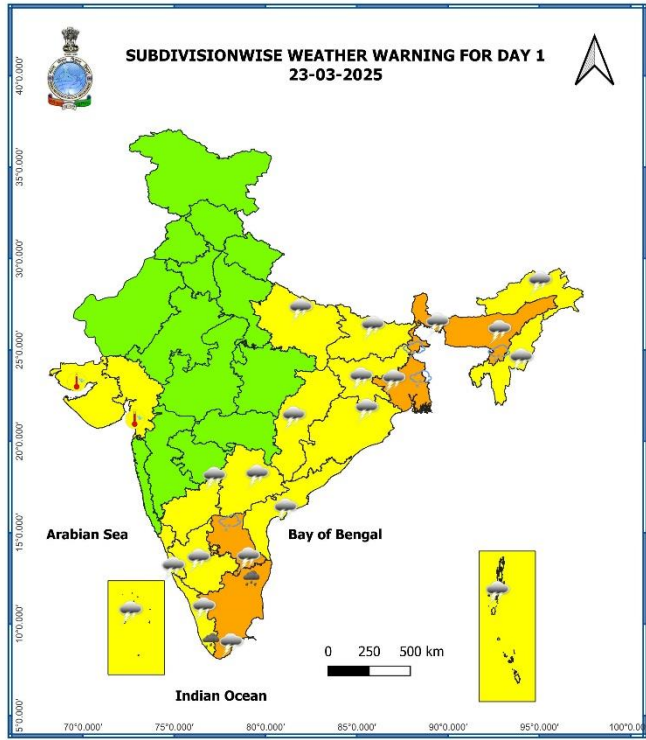 SUBDIVISIONWISE WEATHER WARNING FOR DAY 1
23-03-2025
40°0.000'
35°0.000'
30°0.000'
25°0.000'
20°0.000'
15°0.000'
10°0.000'
5°0.000'
Arabian Sea
Bay of Bengal
0 250 500 km
Indian Ocean
70°0.000' 75°0.000' 80°0.000' 85°0.000' 90°0.000' 95°0.000' 100°0.000'